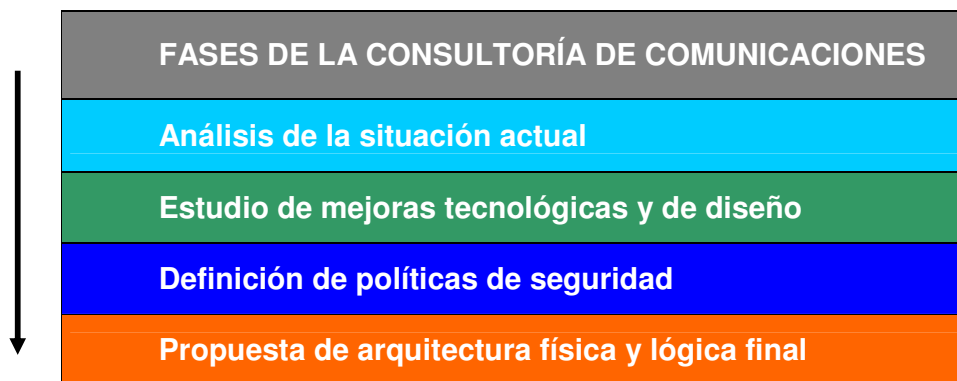 FASES DE LA CONSULTORÍA DE COMUNICACIONES
Análisis de la situación actual
Estudio de mejoras tecnológicas y de diseño
Definición de políticas de seguridad
Propuesta de arquitectura física y lógica final